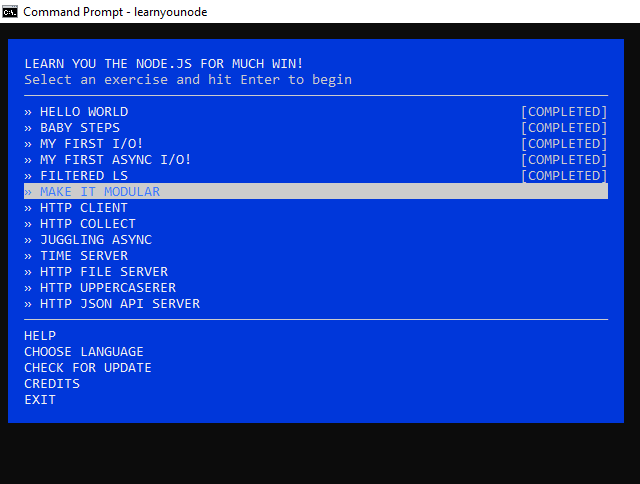 Command Prompt - learnyounode
LEARN YOU THE NODE.JS FOR MUCH WIN!
Select an exercise and hit Enter to begin
» HELLO WORLD [COMPLETED]
» BABY STEPS [COMPLETED]
» MY FIRST I/O! [COMPLETED]
» MY FIRST ASYNC I/O! [COMPLETED]
» FILTERED LS [COMPLETED]
» MAKE IT MODULAR
» HTTP CLIENT
» HTTP COLLECT
» JUGGLING ASYNC
» TIME SERVER
» HTTP FILE SERVER
» HTTP UPPERCASERER
» HTTP JSON API SERVER
HELP
CHOOSE LANGUAGE
CHECK FOR UPDATE
CREDITS
EXIT